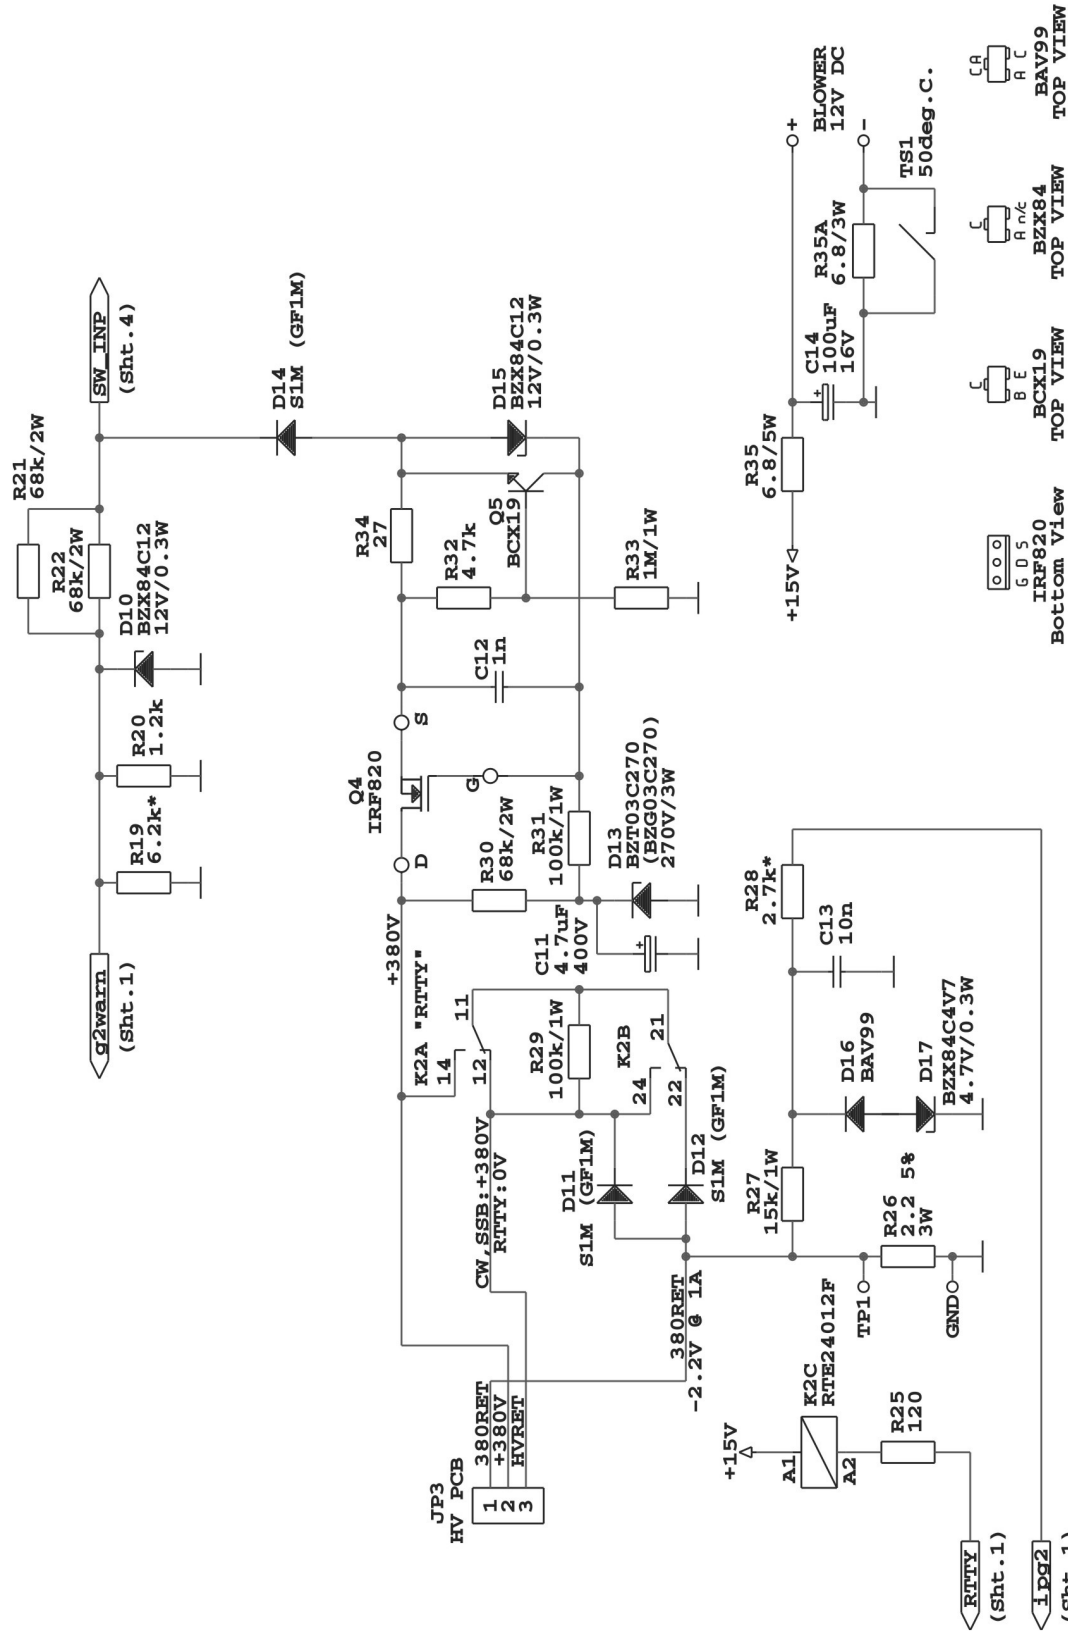 g2warn
(Sht.1)
R19
6.2k*
R20
1.2k
D10
BZX84C12
12V/0.3W
R22
68k/2W
R21
68k/2W
SW_INP
(Sht.4)
D14
S1M (GF1M)
JP3
HV PCB
1
2
3
380RET
+380V
HVRET
CW,SSB:+380V
RTTY:0V
K2A "RTTY"
14
11
12
+380V
D
Q4
IRF820
S
G
R34
27
R30
68k/2W
R31
100k/1W
C12
1n
R32
4.7k
Q5
BCX19
D15
BZX84C12
12V/0.3W
R29
100k/1W
K2B
24
21
22
C11
4.7uF
400V
+
D13
BZT03C270
(BZG03C270)
270V/3W
R33
1M/1W
D11
S1M (GF1M)
D12
S1M (GF1M)
380RET
-2.2V @ 1A
+15V
A1
A2
K2C
RTE24012F
R25
120
RTTY
(Sht.1)
TP1
GND
R26
2.2 5%
3W
R27
15k/1W
D16
BAV99
D17
BZX84C4V7
4.7V/0.3W
C13
10n
R28
2.7k*
ipg2
(Sht.1)
+15V
R35
6.8/5W
C14
100uF
16V
+
R35A
6.8/3W
+
BLOWER
12V DC
-
TS1
50deg.C.
G D S
IRF820
Bottom View
C
B E
BCX19
TOP VIEW
C
A n/c
BZX84
TOP VIEW
CA
A C
BAV99
TOP VIEW